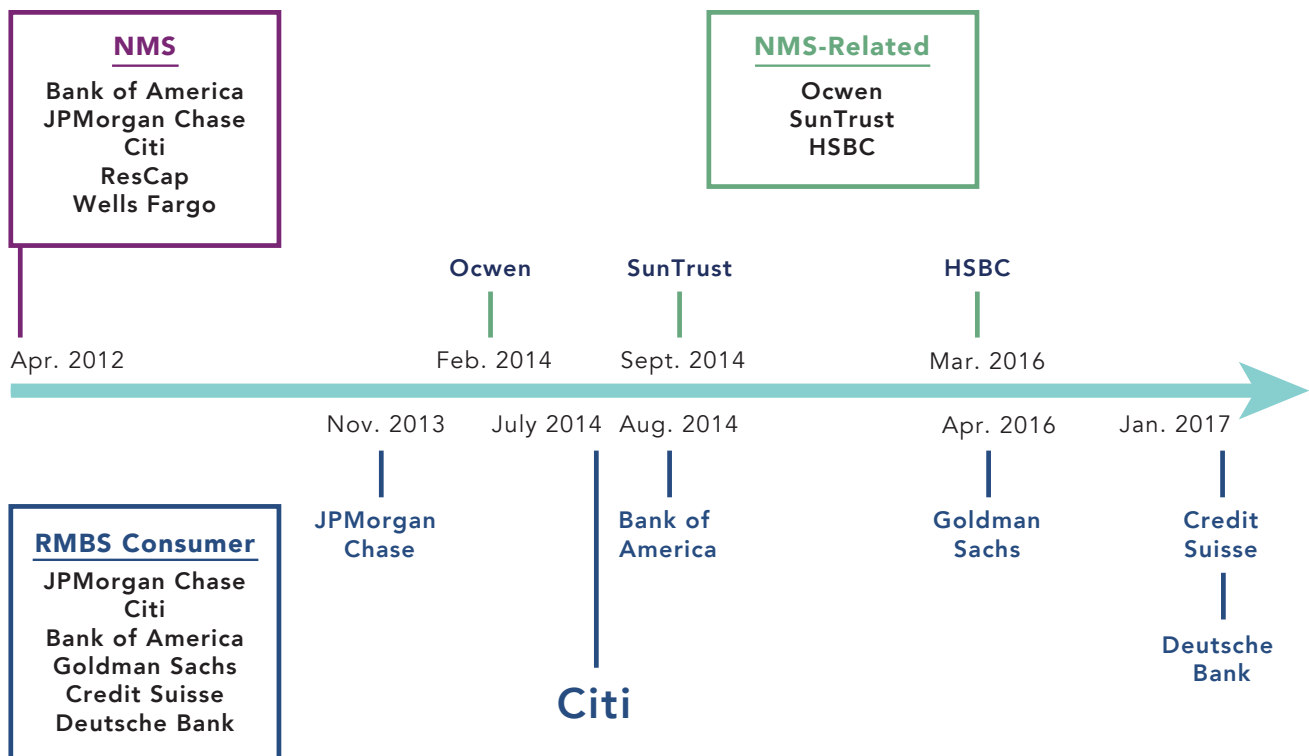 NMS
Bank of America
JPMorgan Chase
Citi
ResCap
Wells Fargo
NMS-Related
Ocwen
SunTrust
HSBC
Ocwen
SunTrust
HSBC
Apr. 2012
Feb. 2014
Sept. 2014
Mar. 2016
Nov. 2013
July 2014
Aug. 2014
Apr. 2016
Jan. 2017
JPMorgan
Chase
Bank of
America
Goldman
Sachs
Credit
Suisse
Deutsche
Bank
Citi
RMBS Consumer
JPMorgan Chase
Citi
Bank of America
Goldman Sachs
Credit Suisse
Deutsche Bank